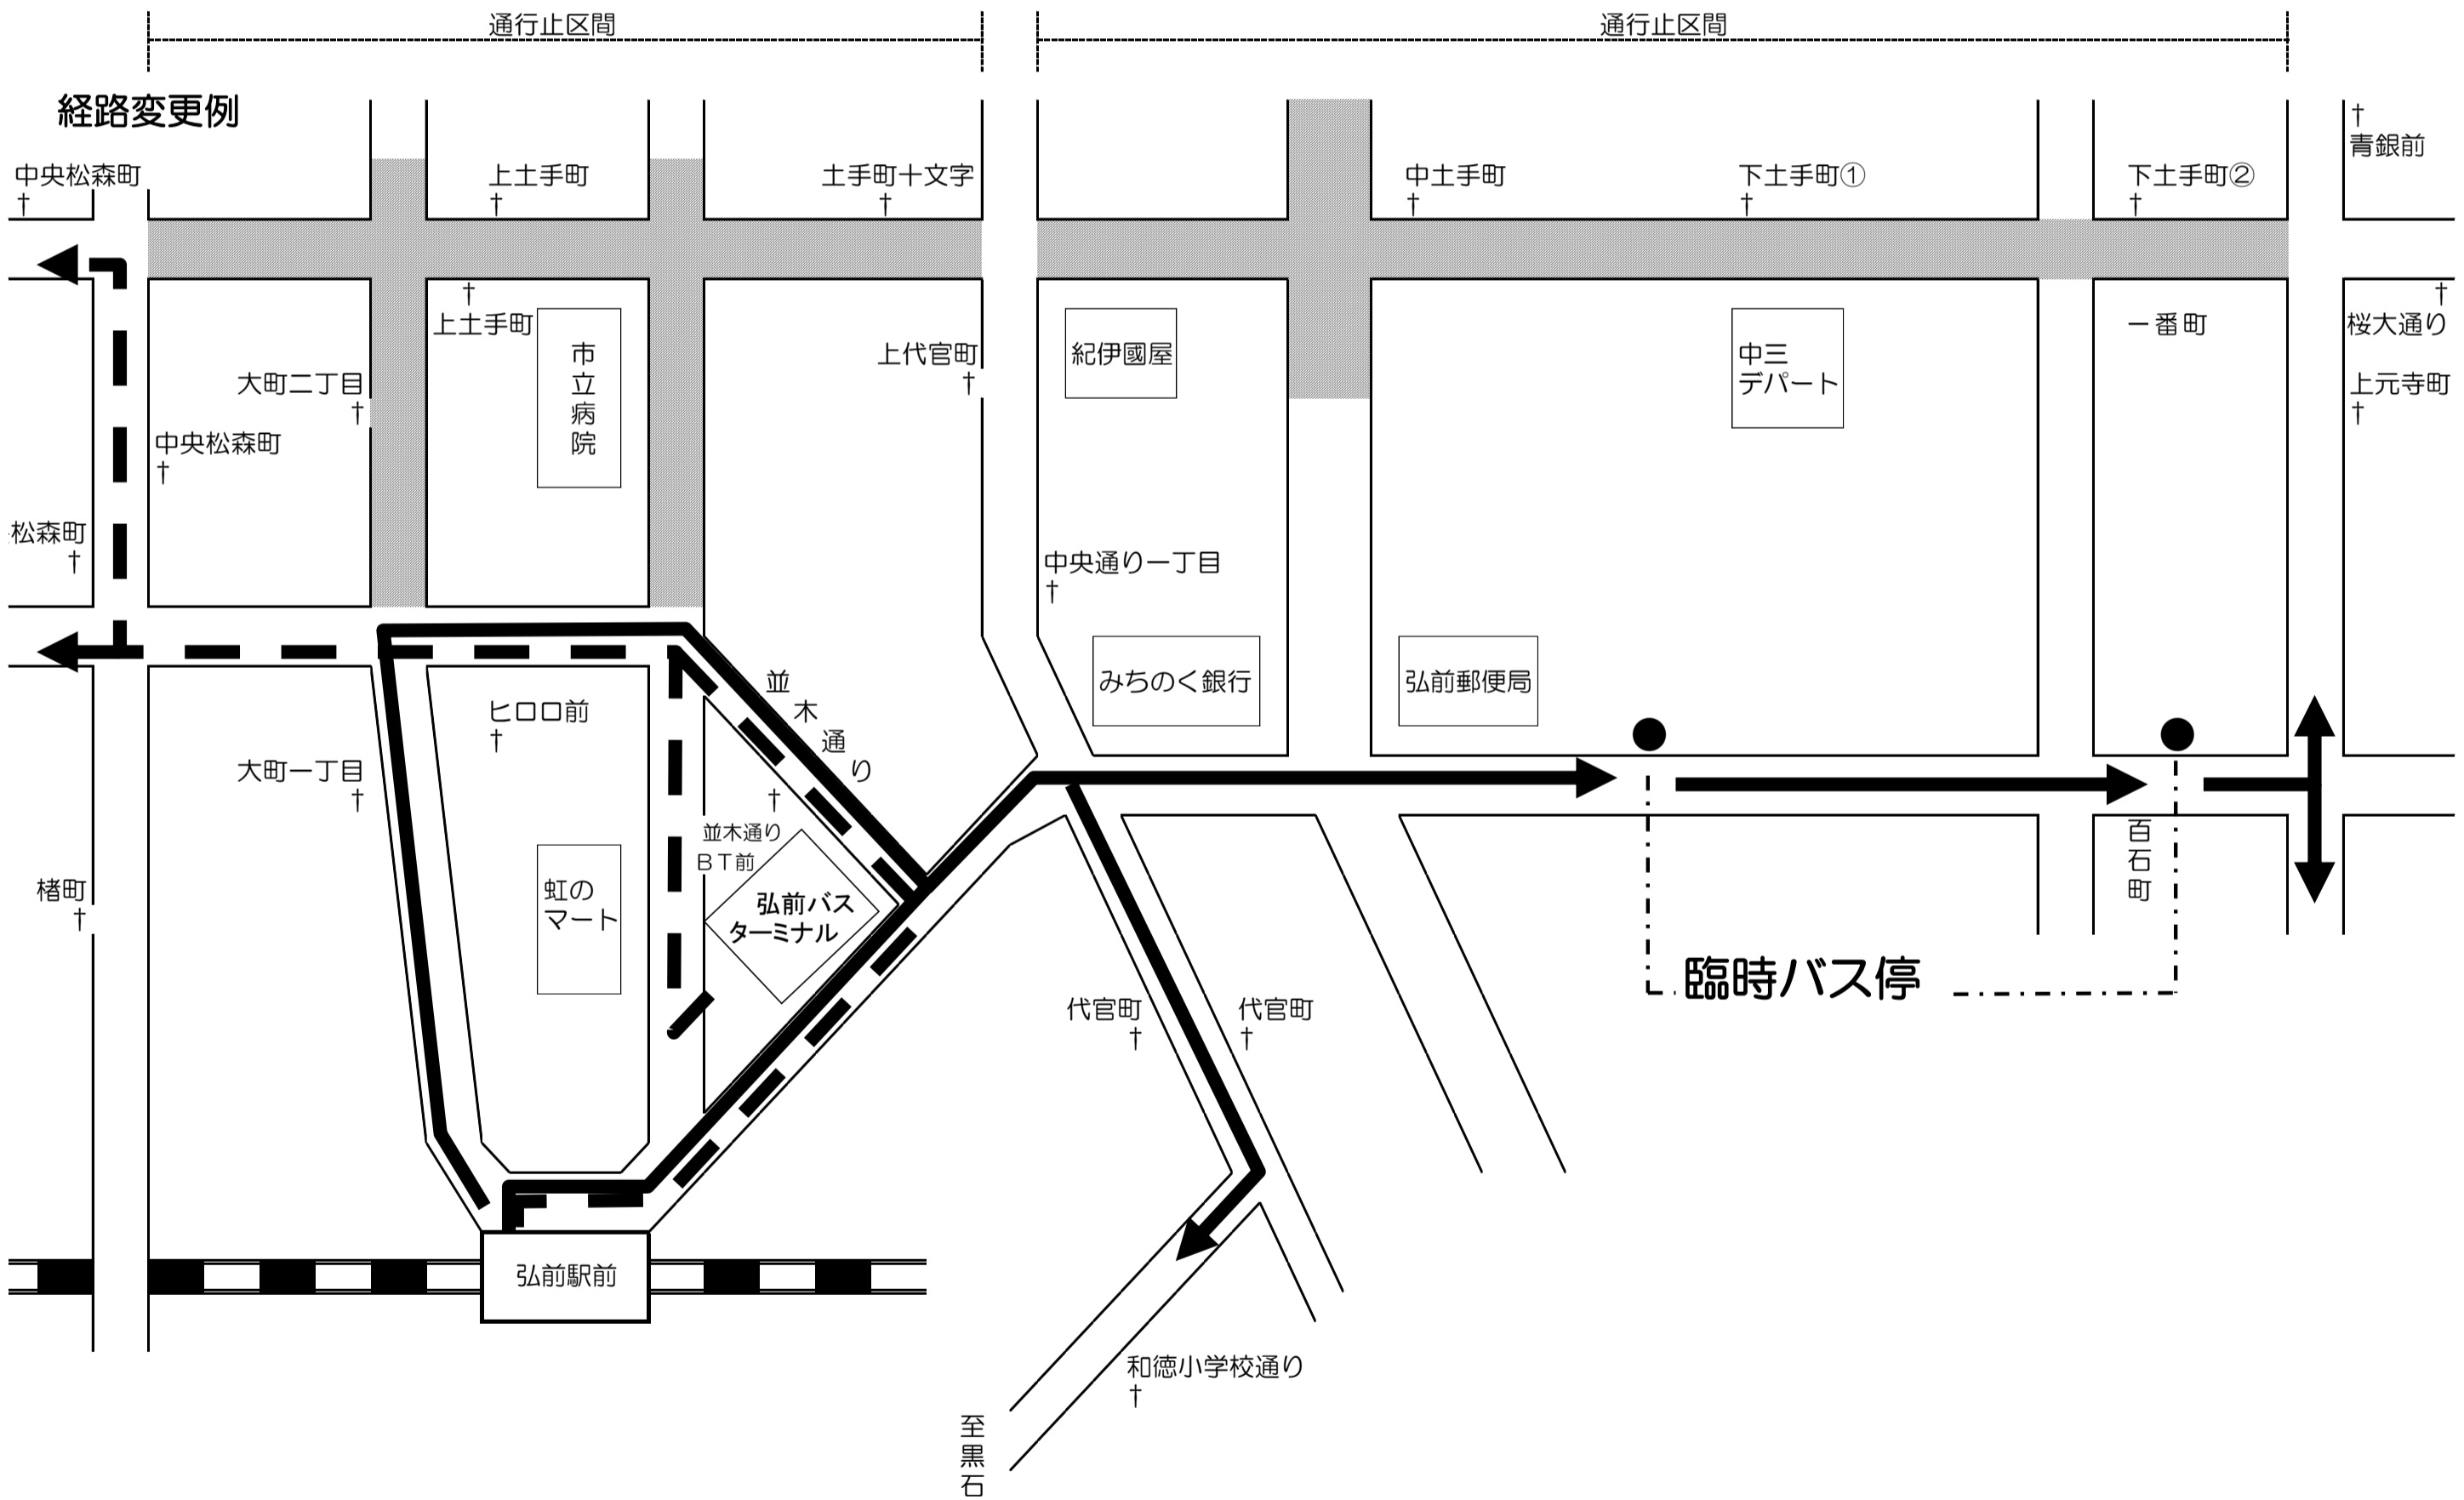 通行止区間
通行止区間
経路変更例
†
青銀前
中央松森町
†
上土手町
†
土手町十文字
†
中土手町
†
下土手町①
†
下土手町②
†
†
上土手町
†
桜大通り
一番町
市立病院
上代官町
†
紀伊國屋
中三
デパート
大町二丁目
†
上元寺町
†
中央松森町
†
松森町
†
中央通り一丁目
†
みちのく銀行
弘前郵便局
並木通り
ヒロロ前
†
大町一丁目
†
†
並木通り
BT前
百石町
楮町
†
虹の
マート
弘前バス
ターミナル
臨時バス停
代官町
†
代官町
†
弘前駅前
和徳小学校通り
†
至黒石